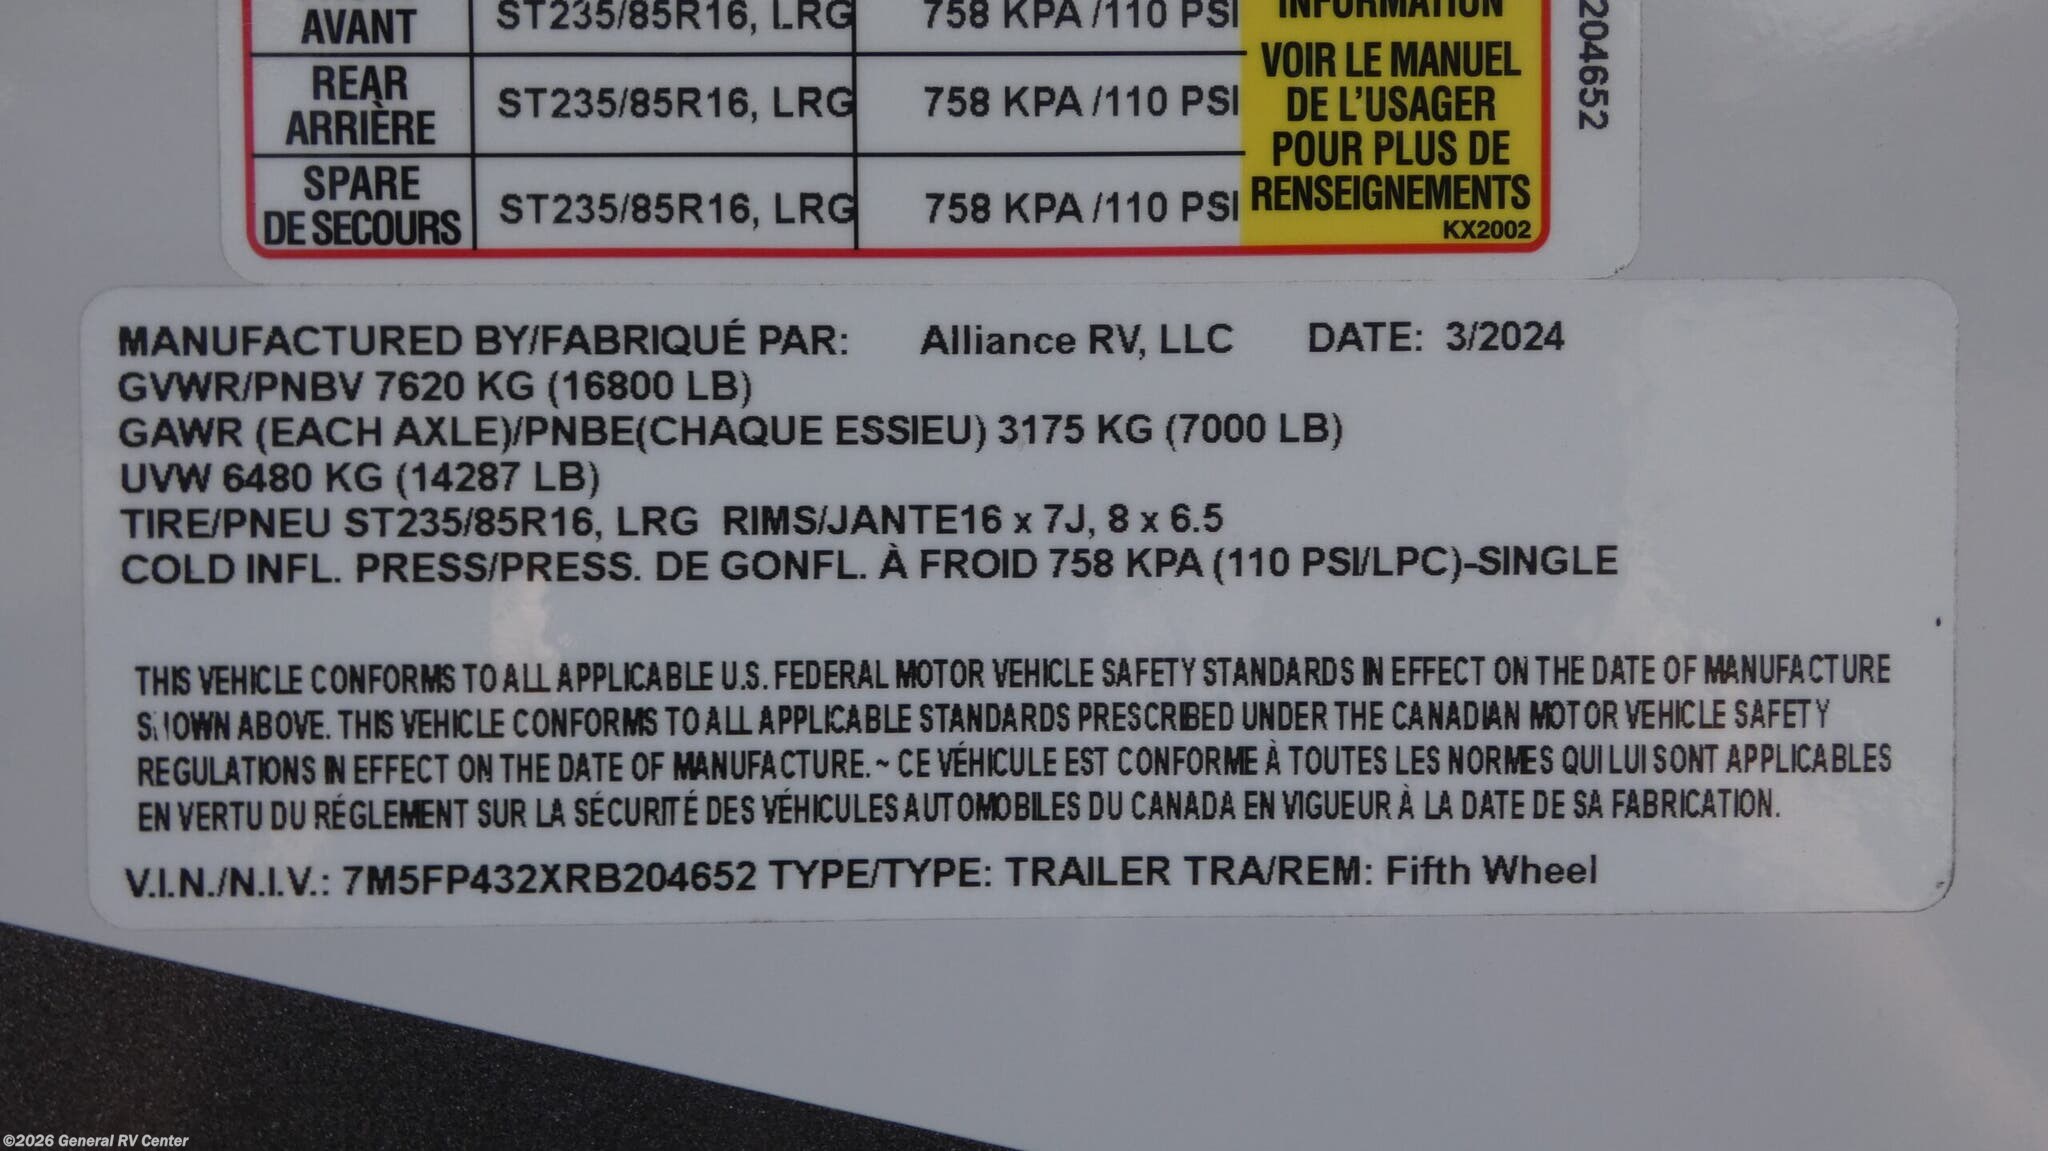 AVANT ST235/85R16, LRG 758 KPA /110 PSI INFORMATION
REAR ST235/85R16, LRG 758 KPA /110 PSI
ARRIÈRE
SPARE ST235/85R16, LRG 758 KPA /110 PSI
DE SECOURS
VOIR LE MANUEL
DE L'USAGER
POUR PLUS DE
RENSEIGNEMENTS
KX2002
204652
MANUFACTURED BY/FABRIQUÉ PAR: Alliance RV, LLC DATE: 3/2024
GVWR/PNBV 7620 KG (16800 LB)
GAWR (EACH AXLE)/PNBE(CHAQUE ESSIEU) 3175 KG (7000 LB)
UVW 6480 KG (14287 LB)
TIRE/PNEU ST235/85R16, LRG RIMS/JANTE16 x 7J, 8 x 6.5
COLD INFL. PRESS/PRESS. DE GONFL. À FROID 758 KPA (110 PSI/LPC)-SINGLE
THIS VEHICLE CONFORMS TO ALL APPLICABLE U.S. FEDERAL MOTOR VEHICLE SAFETY STANDARDS IN EFFECT ON THE DATE OF MANUFACTURE
SHOWN ABOVE. THIS VEHICLE CONFORMS TO ALL APPLICABLE STANDARDS PRESCRIBED UNDER THE CANADIAN MOTOR VEHICLE SAFETY
REGULATIONS IN EFFECT ON THE DATE OF MANUFACTURE. ~ CE VÉHICULE EST CONFORME À TOUTES LES NORMES QUI LUI SONT APPLICABLES
EN VERTU DU RÉGLEMENT SUR LA SÉCURITÉ DES VÉHICULES AUTOMOBILES DU CANADA EN VIGUEUR À LA DATE DE SA FABRICATION.
V.I.N./N.I.V.: 7M5FP432XRB204652 TYPE/TYPE: TRAILER TRA/REM: Fifth Wheel
©2026 General RV Center